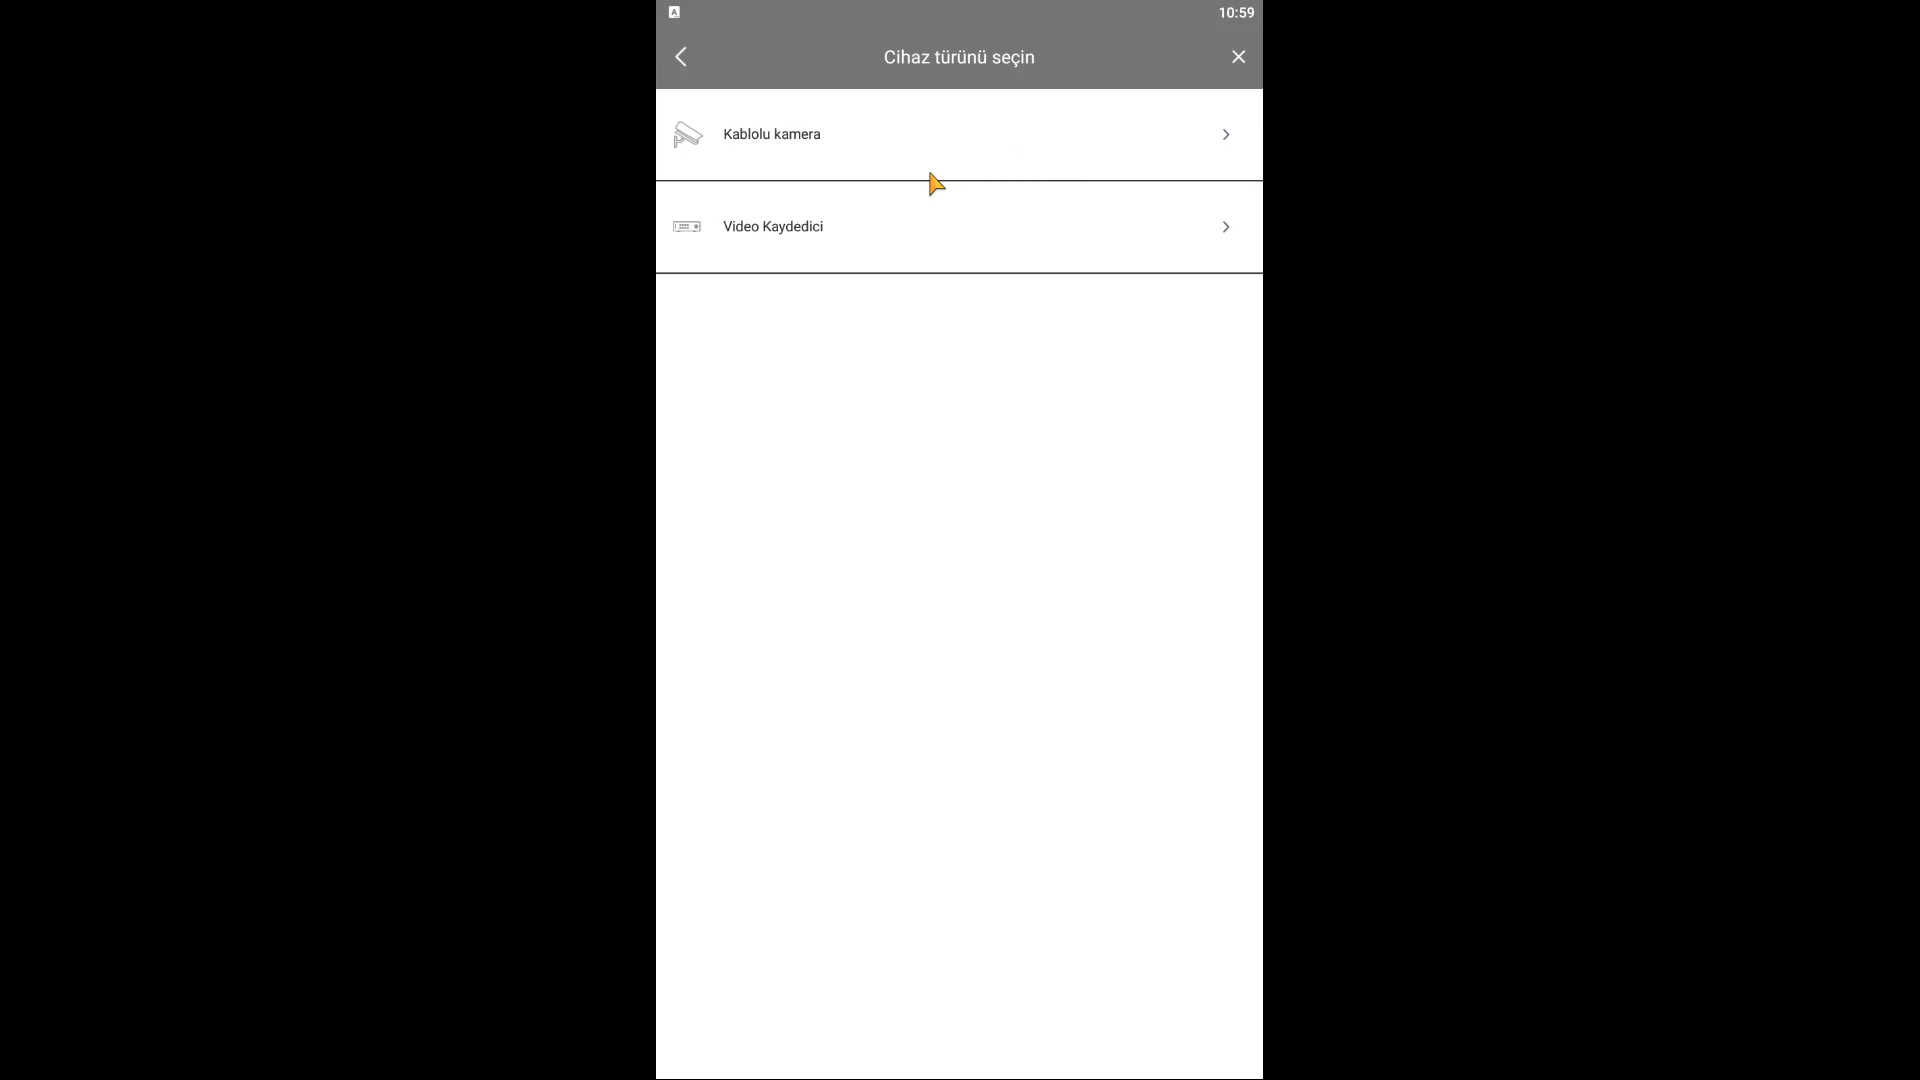 A
10:59
Cihaz türünü seçin
Kablolu kamera
Video Kaydedici